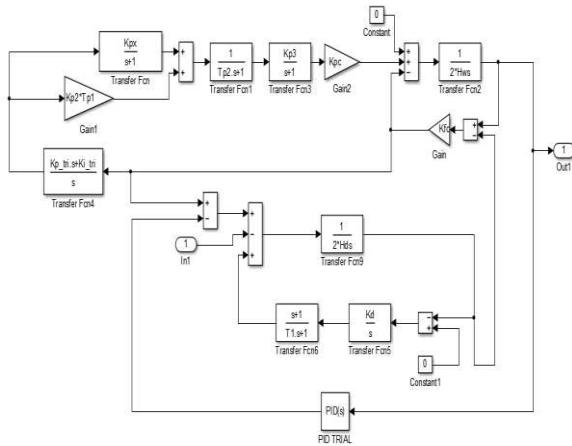 0
Constant
Kpx
s+1
Transfer Fcn
1
Tp2.s+1
Transfer Fcn1
Kp3
s+1
Transfer Fcn3
Kpc
Gain2
1
2*Hws
Transfer Fcn2
Kp2*Tp1
Gain1
Kfc
Gain
1
Out1
Kp_tri.s+Ki_tri
s
Transfer Fcn4
1
In1
1
2*Hds
Transfer Fcn9
s+1
T1.s+1
Transfer Fcn6
Kd
s
Transfer Fcn5
0
Constant1
PID(s)
PID TRIAL